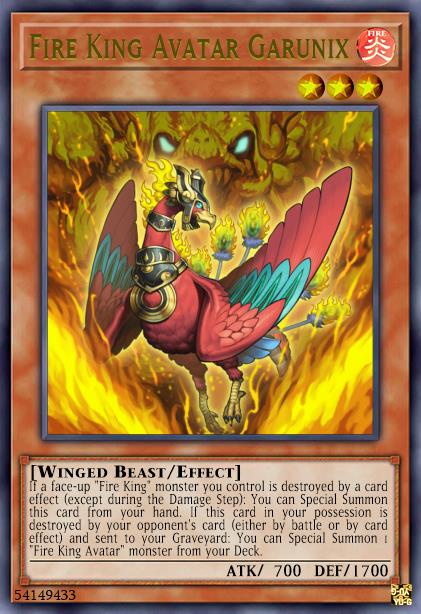 Fire King Avatar Garunix
FIRE
炎
[Winged Beast/Effect]
If a face-up "Fire King" monster you control is destroyed by a card
effect (except during the Damage Step): You can Special Summon
this card from your hand. If this card in your possession is
destroyed by your opponent's card (either by battle or by card
effect) and sent to your Graveyard: You can Special Summon 1
"Fire King Avatar" monster from your Deck.
ATK/ 700 DEF/1700
54149433